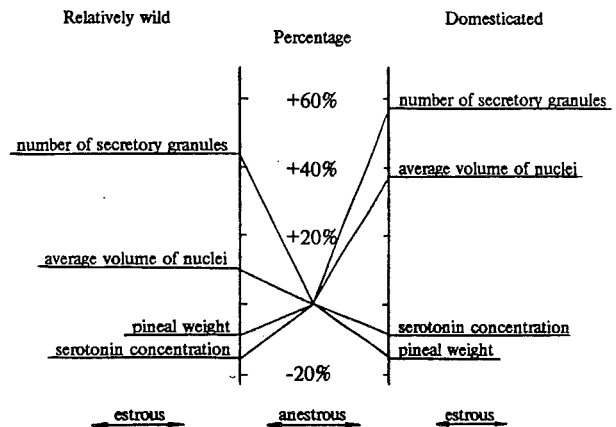 Relatively wild
Domesticated
Percentage
+60%
number of secretory granules
number of secretory granules
+40%
average volume of nuclei
+20%
average volume of nuclei
pineal weight
serotonin concentration
serotonin concentration
pineal weight
-20%
estrous
anestrous
estrous